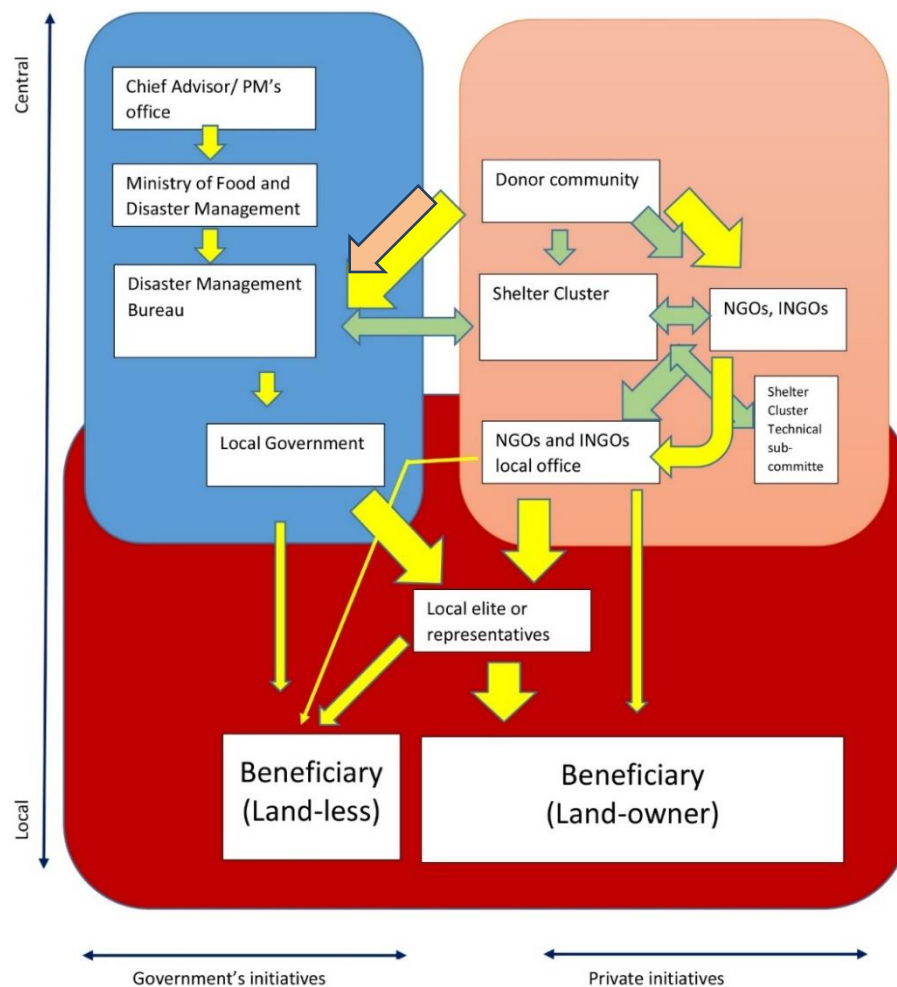 Central
Chief Advisor/ PM's
office
Ministry of Food and
Disaster Management
Disaster Management
Bureau
Local Government
Donor community
Shelter Cluster
NGOs, INGOs
Shelter
Cluster
Technical
sub-
committe
NGOs and INGOs
local office
Local elite or
representatives
Beneficiary
(Land-less)
Beneficiary
(Land-owner)
Local
Government's initiatives
Private initiatives